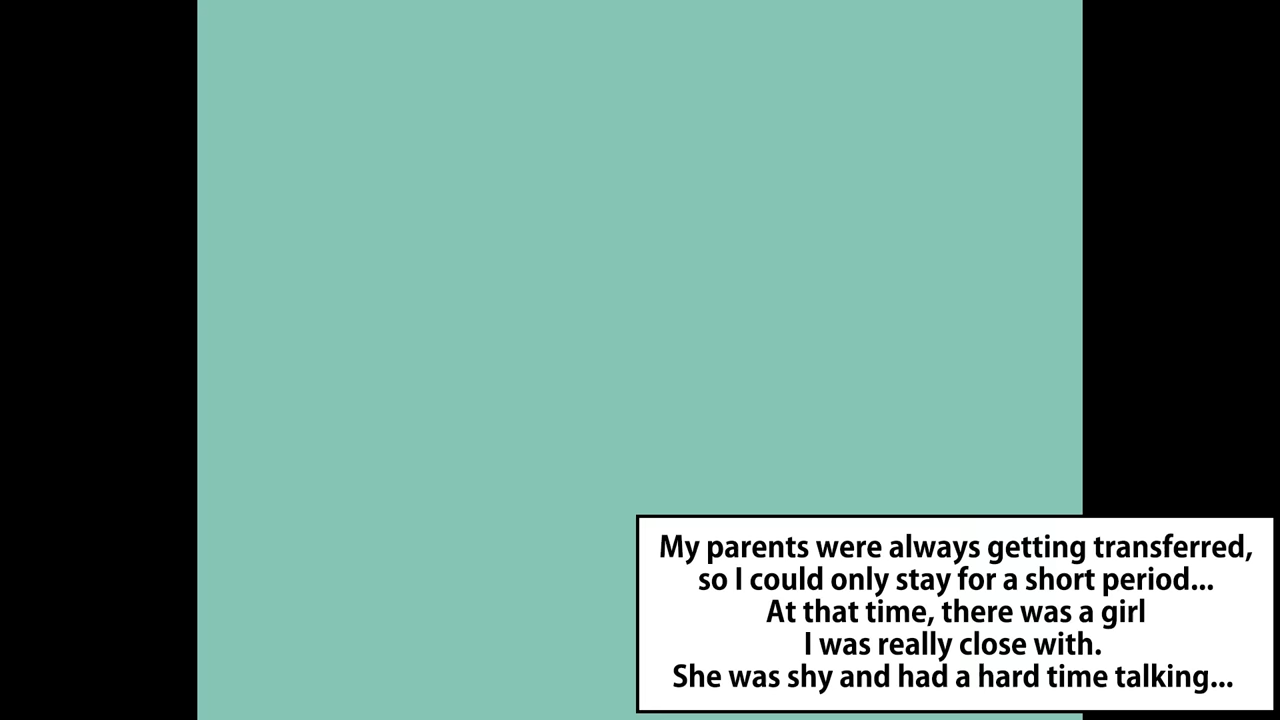 My parents were always getting transferred,
so I could only stay for a short period...
At that time, there was a girl
I was really close with.
She was shy and had a hard time talking...